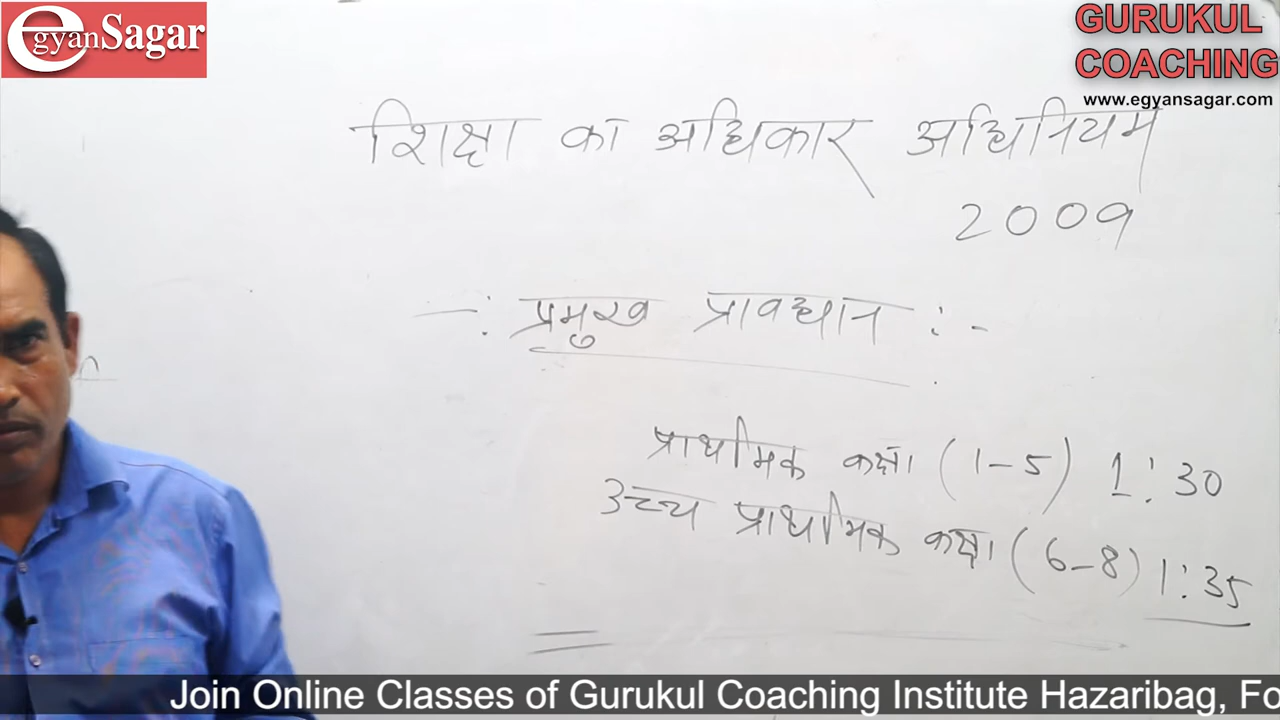 egyanSagar
GURUKUL
COACHING
www.egyansagar.com
शिक्षा का अधिकार अधिनियम
2009
-: प्रमुख प्रावधान :-
प्राथमिक कक्षा (1-5) 1:30
उच्च प्राथमिक कक्षा (6-8) 1:35
Join Online Classes of Gurukul Coaching Institute Hazaribag, Fo